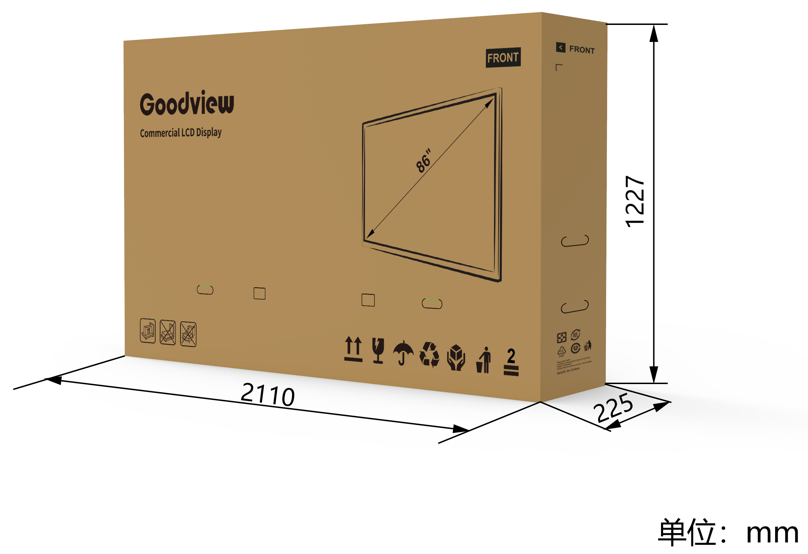 FRONT
< FRONT
Goodview
Commercial LCD Display
86"
1227
2
2110
225
单位：mm